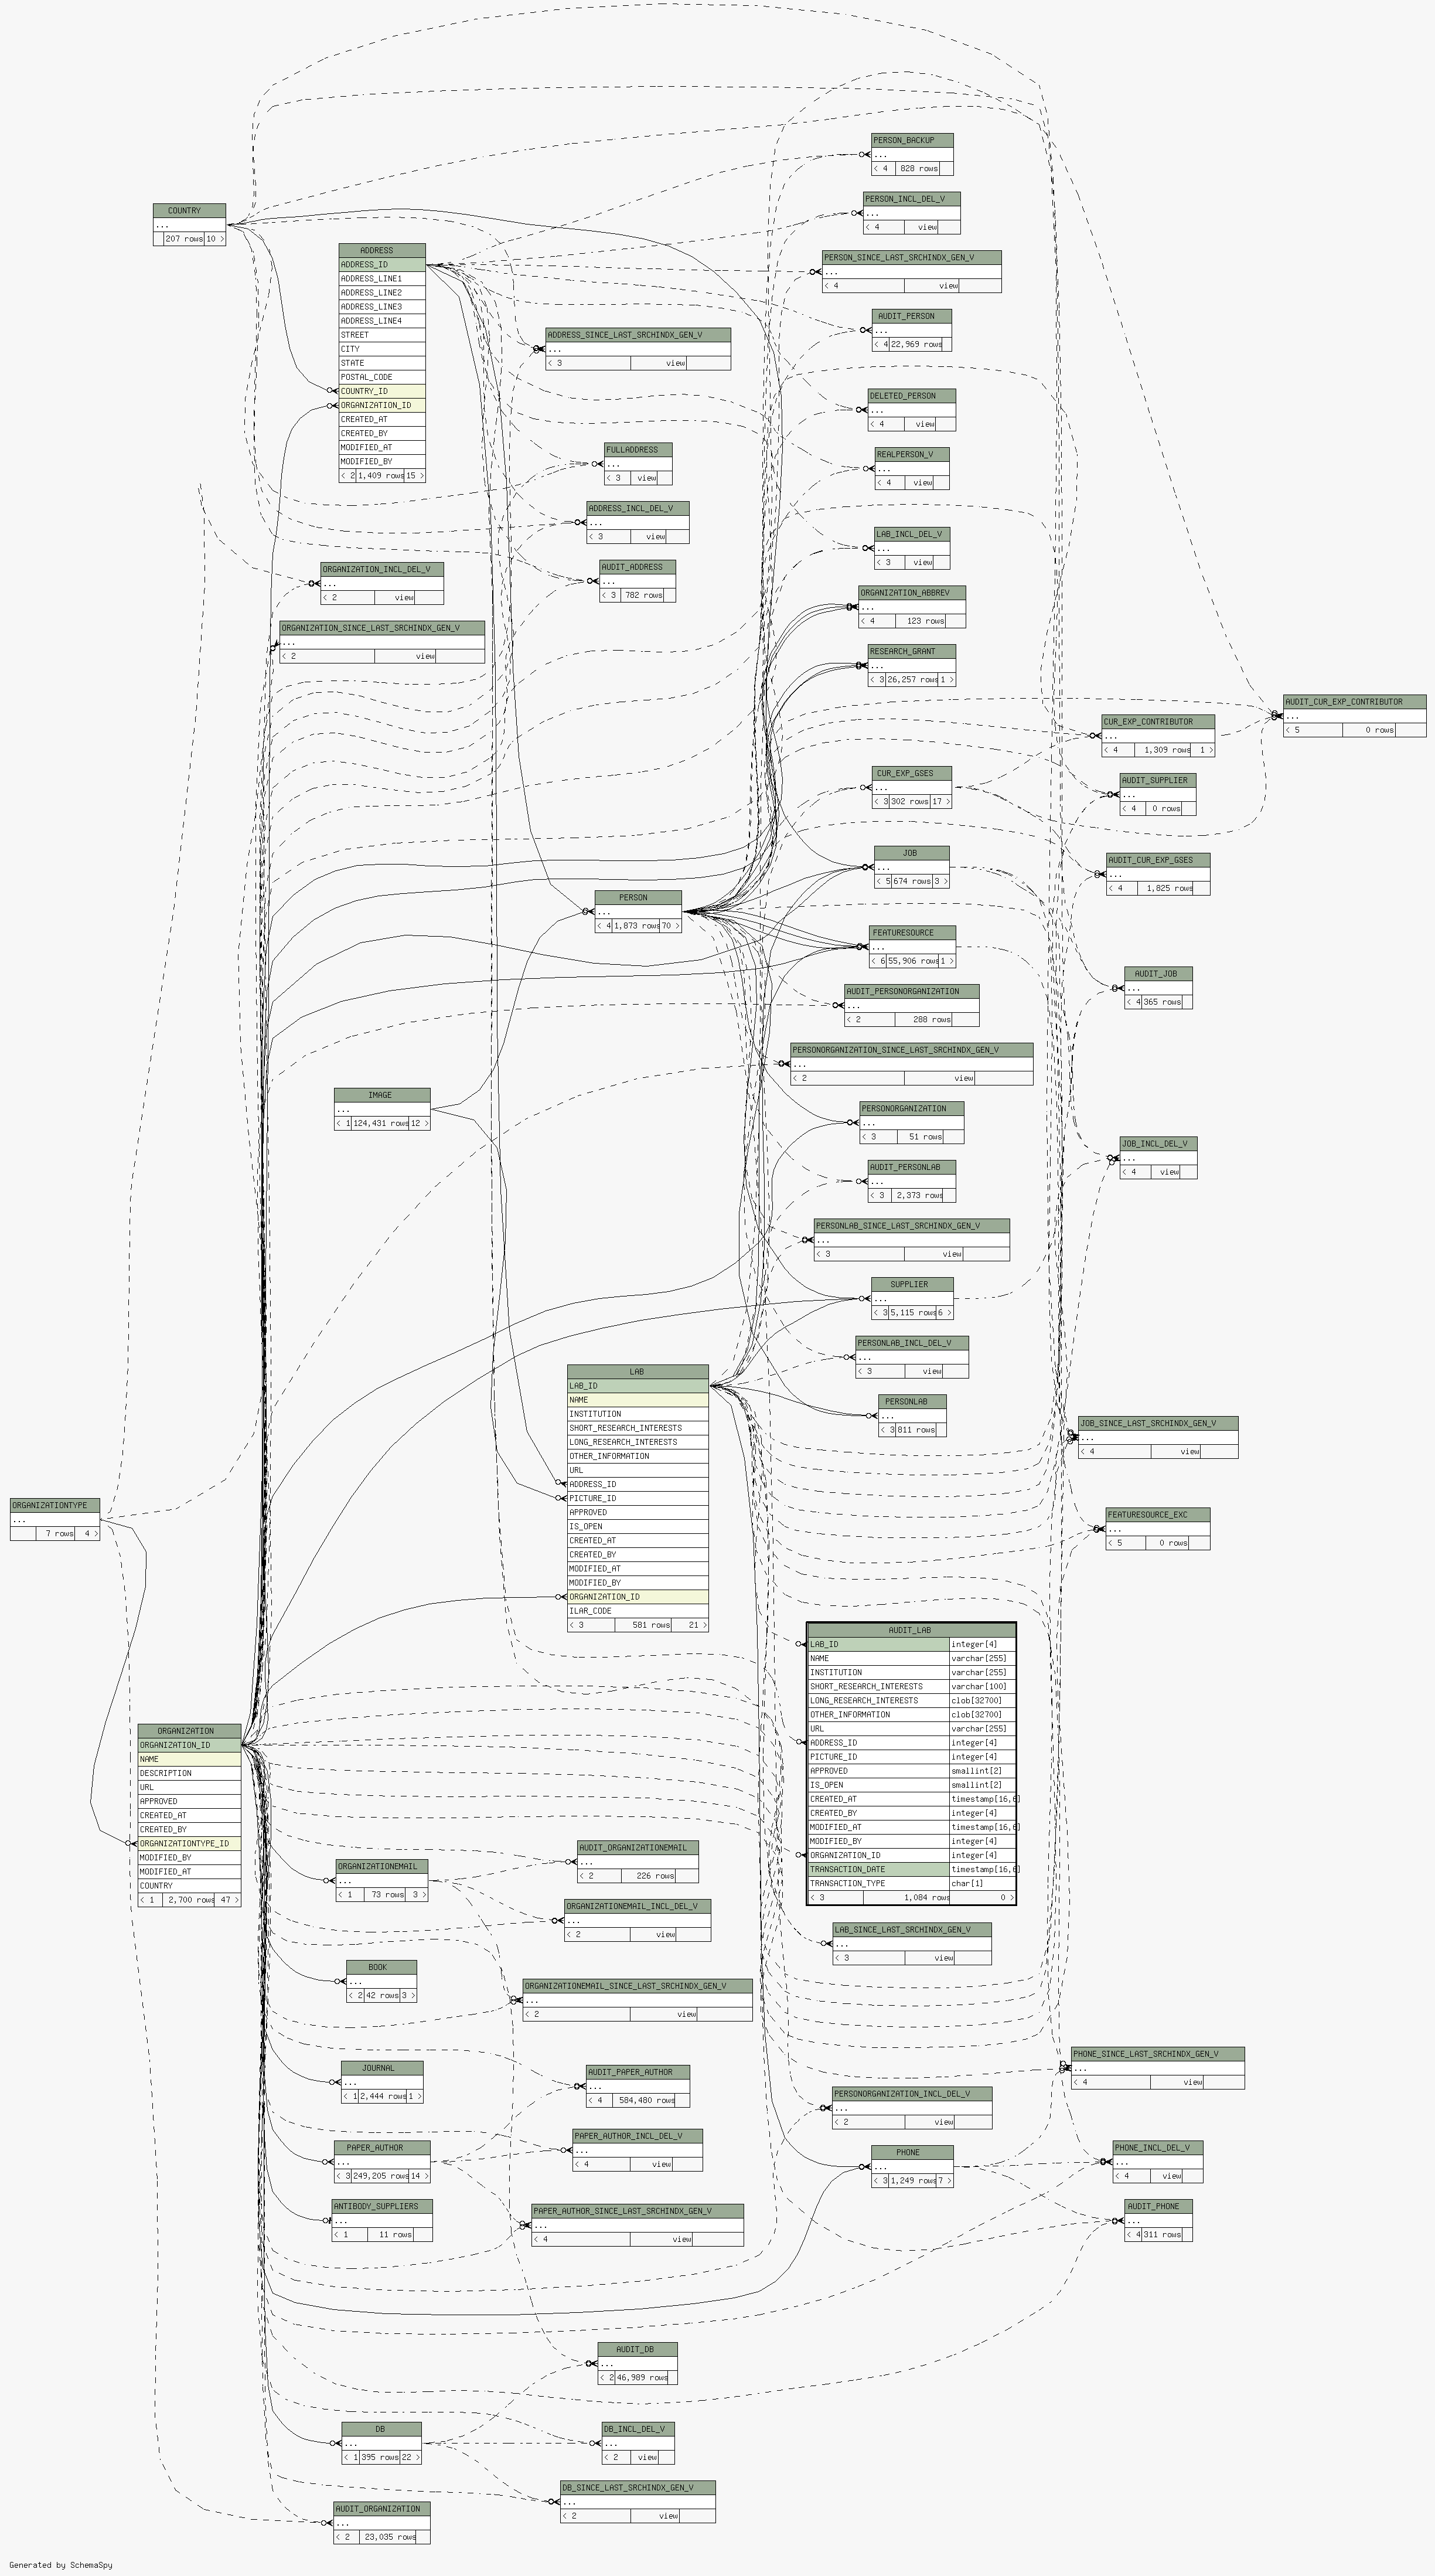 PERSON_BACKUP
...
< 4 828 rows
PERSON_INCL_DEL_V
...
< 4 view
COUNTRY
...
207 rows 10 >
ADDRESS
ADDRESS_ID
ADDRESS_LINE1
ADDRESS_LINE2
ADDRESS_LINE3
ADDRESS_LINE4
STREET
CITY
STATE
POSTAL_CODE
COUNTRY_ID
ORGANIZATION_ID
CREATED_AT
CREATED_BY
MODIFIED_AT
MODIFIED_BY
< 2 1,409 rows 15 >
PERSON_SINCE_LAST_SRCHINDX_GEN_V
...
< 4 view
AUDIT_PERSON
...
< 4 22,969 rows
ADDRESS_SINCE_LAST_SRCHINDX_GEN_V
...
< 3 view
DELETED_PERSON
...
< 4 view
FULLADDRESS
...
< 3 view
REALPERSON_V
...
< 4 view
ADDRESS_INCL_DEL_V
...
< 3 view
LAB_INCL_DEL_V
...
< 3 view
AUDIT_ADDRESS
...
< 3 782 rows
ORGANIZATION_INCL_DEL_V
...
< 2 view
ORGANIZATION_ABBREV
...
< 4 123 rows
ORGANIZATION_SINCE_LAST_SRCHINDX_GEN_V
...
< 2 view
RESEARCH_GRANT
...
< 3 26,257 rows 1 >
AUDIT_CUR_EXP_CONTRIBUTOR
...
< 5 0 rows
CUR_EXP_CONTRIBUTOR
...
< 4 1,309 rows 1 >
CUR_EXP_GSES
...
< 3 302 rows 17 >
AUDIT_SUPPLIER
...
< 4 0 rows
JOB
...
< 5 674 rows 3 >
AUDIT_CUR_EXP_GSES
...
< 4 1,825 rows
PERSON
...
< 4 1,873 rows 70 >
FEATURESOURCE
...
< 6 55,906 rows 1 >
AUDIT_JOB
...
< 4 365 rows
AUDIT_PERSONORGANIZATION
...
< 2 288 rows
PERSONORGANIZATION_SINCE_LAST_SRCHINDX_GEN_V
...
< 2 view
IMAGE
...
< 1 124,431 rows 12 >
PERSONORGANIZATION
...
< 3 51 rows
JOB_INCL_DEL_V
...
< 4 view
AUDIT_PERSONLAB
...
< 3 2,373 rows
PERSONLAB_SINCE_LAST_SRCHINDX_GEN_V
...
< 3 view
SUPPLIER
...
< 3 5,115 rows 6 >
PERSONLAB_INCL_DEL_V
...
< 3 view
LAB
LAB_ID
NAME
INSTITUTION
SHORT_RESEARCH_INTERESTS
LONG_RESEARCH_INTERESTS
OTHER_INFORMATION
URL
ADDRESS_ID
PICTURE_ID
APPROVED
IS_OPEN
CREATED_AT
CREATED_BY
MODIFIED_AT
MODIFIED_BY
ORGANIZATION_ID
ILAR_CODE
< 3 581 rows 21 >
PERSONLAB
...
< 3 811 rows
JOB_SINCE_LAST_SRCHINDX_GEN_V
...
< 4 view
ORGANIZATIONTYPE
...
7 rows 4 >
FEATURESOURCE_EXC
...
< 5 0 rows
AUDIT_LAB
LAB_ID integer[4]
NAME varchar[255]
INSTITUTION varchar[255]
SHORT_RESEARCH_INTERESTS varchar[100]
LONG_RESEARCH_INTERESTS clob[32700]
OTHER_INFORMATION clob[32700]
URL varchar[255]
ADDRESS_ID integer[4]
PICTURE_ID integer[4]
APPROVED smallint[2]
IS_OPEN smallint[2]
CREATED_AT timestamp[16,6]
CREATED_BY integer[4]
MODIFIED_AT timestamp[16,6]
MODIFIED_BY integer[4]
ORGANIZATION_ID integer[4]
TRANSACTION_DATE timestamp[16,6]
TRANSACTION_TYPE char[1]
< 3 1,084 rows 0 >
ORGANIZATION
ORGANIZATION_ID
NAME
DESCRIPTION
URL
APPROVED
CREATED_AT
CREATED_BY
ORGANIZATIONTYPE_ID
MODIFIED_BY
MODIFIED_AT
COUNTRY
< 1 2,700 rows 47 >
AUDIT_ORGANIZATIONEMAIL
...
< 2 226 rows
ORGANIZATIONEMAIL
...
< 1 73 rows 3 >
ORGANIZATIONEMAIL_INCL_DEL_V
...
< 2 view
LAB_SINCE_LAST_SRCHINDX_GEN_V
...
< 3 view
BOOK
...
< 2 42 rows 3 >
ORGANIZATIONEMAIL_SINCE_LAST_SRCHINDX_GEN_V
...
< 2 view
PHONE_SINCE_LAST_SRCHINDX_GEN_V
...
< 4 view
JOURNAL
...
< 1 2,444 rows 1 >
AUDIT_PAPER_AUTHOR
...
< 4 584,480 rows
PERSONORGANIZATION_INCL_DEL_V
...
< 2 view
PAPER_AUTHOR_INCL_DEL_V
...
< 4 view
PAPER_AUTHOR
...
< 3 249,205 rows 14 >
PHONE
...
< 3 1,249 rows 7 >
PHONE_INCL_DEL_V
...
< 4 view
ANTIBODY_SUPPLIERS
...
< 1 11 rows
PAPER_AUTHOR_SINCE_LAST_SRCHINDX_GEN_V
...
< 4 view
AUDIT_PHONE
...
< 4 311 rows
AUDIT_DB
...
< 2 46,989 rows
DB
...
< 1 395 rows 22 >
DB_INCL_DEL_V
...
< 2 view
DB_SINCE_LAST_SRCHINDX_GEN_V
...
< 2 view
AUDIT_ORGANIZATION
...
< 2 23,035 rows
Generated by SchemaSpy